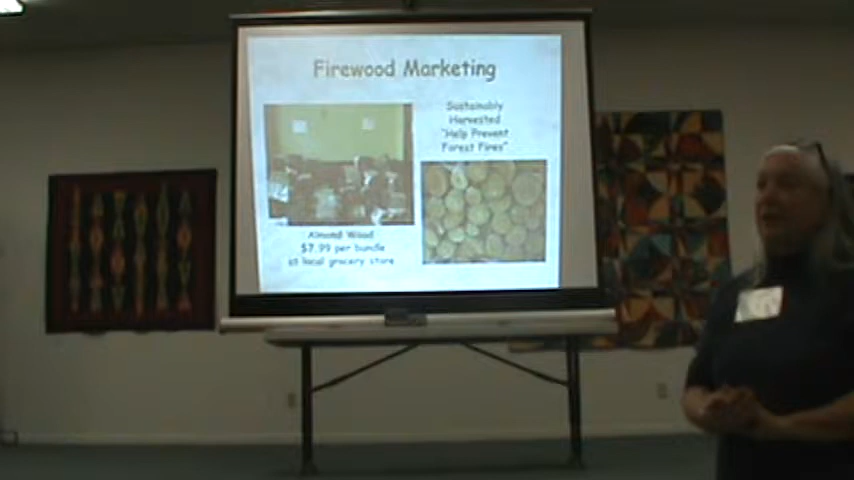 Firewood Marketing
Sustainably
Harvested
"Help Prevent
Forest Fires"
Almond Wood
$7.99 per bundle
at local grocery store